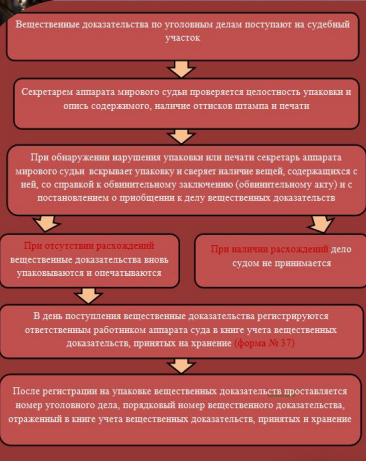 Вещественные доказательства по уголовным делам поступают на судебный
участок
Секретарем аппарата мирового судьи проверяется целостность упаковки и
опись содержимого, наличие оттисков штампа и печати
При обнаружении нарушения упаковки или печати секретарь аппарата
мирового судьи вскрывает упаковку и сверяет наличие вещей, содержащихся с
ней, со справкой к обвинительному заключению (обвинительному акту) и с
постановлением о приобщении к делу вещественных доказательств
При отсутствии расхождений
вещественные доказательства вновь
упаковываются и опечатываются
При наличии расхождений дело
судом не принимается
В день поступления вещественные доказательства регистрируются
ответственным работником аппарата суда в книге учета вещественных
доказательств, принятых на хранение (форма № 37)
После регистрации на упаковке вещественных доказательств проставляется
номер уголовного дела, порядковый номер вещественного доказательства,
отраженный в книге учета вещественных доказательств, принятых н хранение